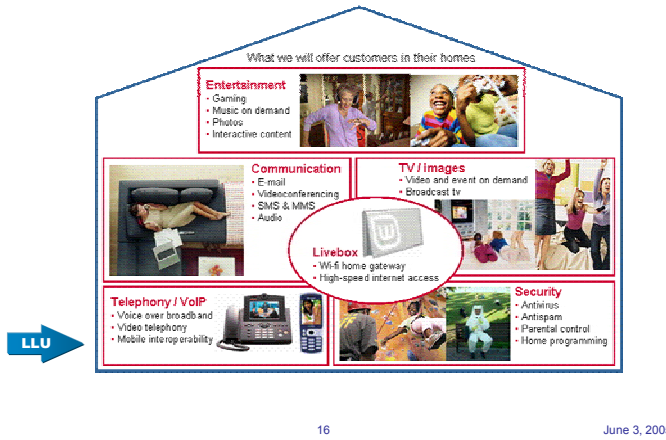 What we will offer customers in their homes
Entertainment
• Gaming
• Music on demand
• Photos
• Interactive content
Communication
• E-mail
• Videoconferencing
• SMS & MMS
• Audio
TV / images
• Video and event on demand
• Broadcast tv
Livebox
• Wi-fi home gateway
• High-speed internet access
Telephony / VoIP
• Voice over broadband
• Video telephony
• Mobile interoperability
Security
• Antivirus
• Antispam
• Parental control
• Home programming
LLU
16
June 3, 200